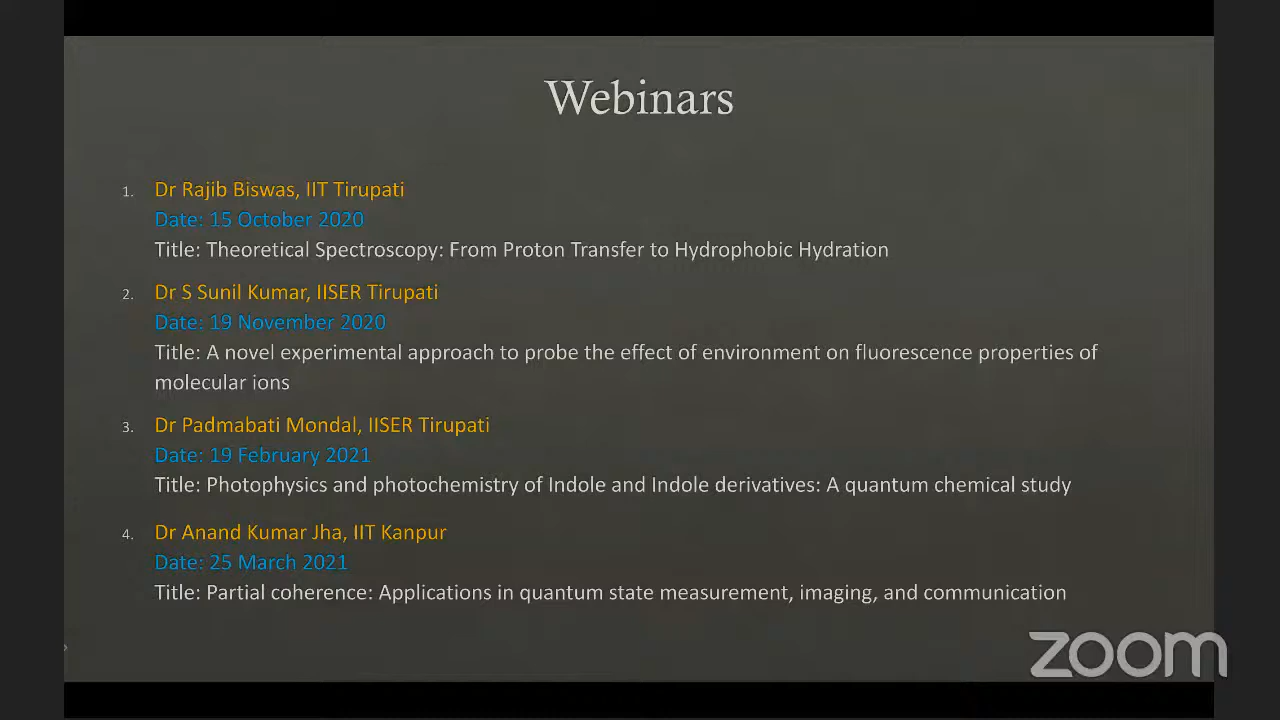 Webinars
1. Dr Rajib Biswas, IIT Tirupati
Date: 15 October 2020
Title: Theoretical Spectroscopy: From Proton Transfer to Hydrophobic Hydration
2. Dr S Sunil Kumar, IISER Tirupati
Date: 19 November 2020
Title: A novel experimental approach to probe the effect of environment on fluorescence properties of
molecular ions
3. Dr Padmabati Mondal, IISER Tirupati
Date: 19 February 2021
Title: Photophysics and photochemistry of Indole and Indole derivatives: A quantum chemical study
4. Dr Anand Kumar Jha, IIT Kanpur
Date: 25 March 2021
Title: Partial coherence: Applications in quantum state measurement, imaging, and communication
zoom